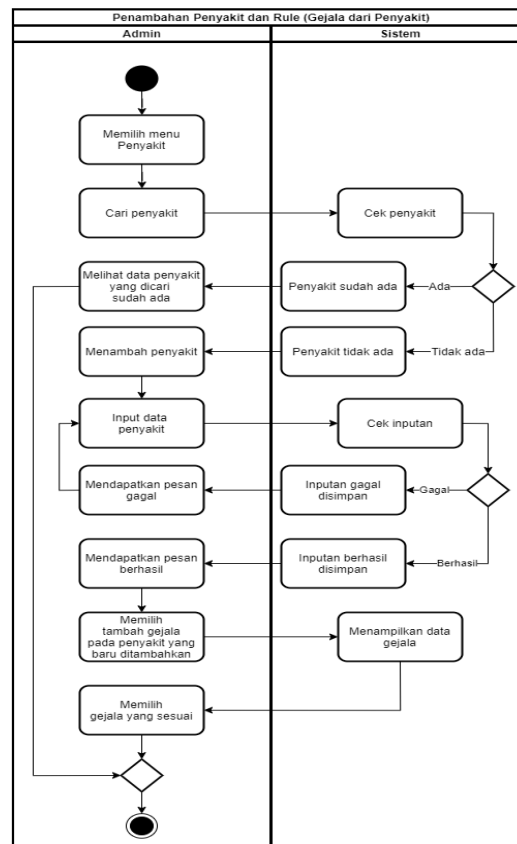 Penambahan Penyakit dan Rule (Gejala dari Penyakit)
Admin
Sistem
Memilih menu
Penyakit
Cari penyakit
Cek penyakit
Melihat data penyakit
yang dicari
sudah ada
Penyakit sudah ada
Ada
Menambah penyakit
Penyakit tidak ada
Tidak ada
Input data
penyakit
Cek inputan
Mendapatkan pesan
gagal
Inputan gagal
disimpan
Gagal
Mendapatkan pesan
berhasil
Inputan berhasil
disimpan
Berhasil
Memilih
tambah gejala
pada penyakit yang
baru ditambahkan
Menampilkan data
gejala
Memilih
gejala yang sesuai